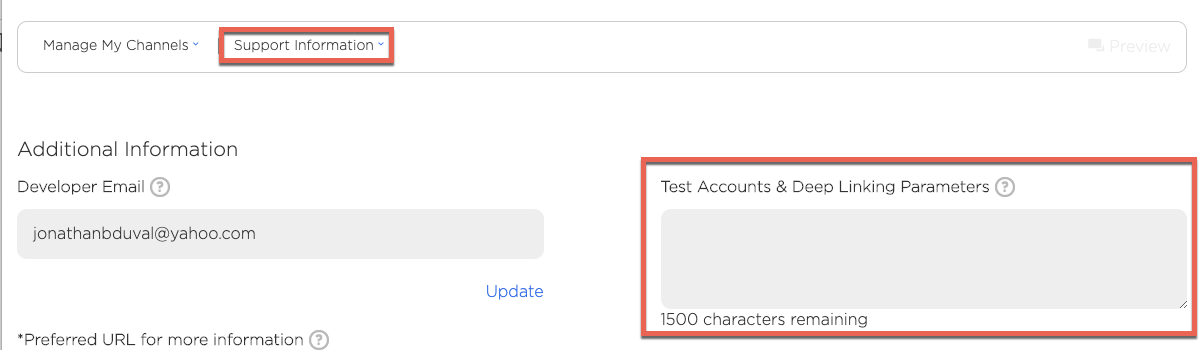 Manage My Channels
Support Information
Preview
Additional Information
Developer Email ?
Test Accounts & Deep Linking Parameters ?
jonathanbduval@yahoo.com
Update
1500 characters remaining
*Preferred URL for more information ?